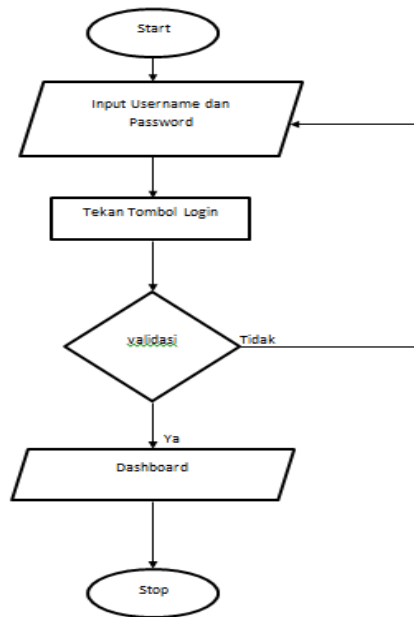 Start
Input Username dan
Password
Tekan Tombol Login
validasi
Tidak
Ya
Dashboard
Stop